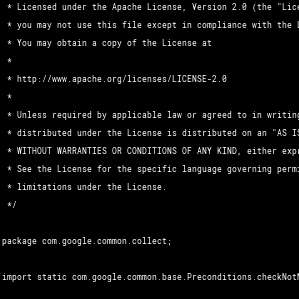 * Licensed under the Apache License, Version 2.0 (the "Lice
* you may not use this file except in compliance with the L
* You may obtain a copy of the License at
*
* http://www.apache.org/licenses/LICENSE-2.0
*
* Unless required by applicable law or agreed to in writing
* distributed under the License is distributed on an "AS IS
* WITHOUT WARRANTIES OR CONDITIONS OF ANY KIND, either expr
* See the License for the specific language governing permi
* limitations under the License.
*/
package com.google.common.collect;
import static com.google.common.base.Preconditions.checkNotN